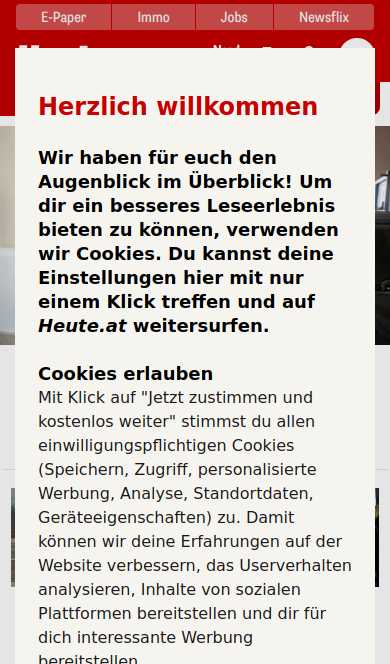 E-Paper
Immo
Jobs
Newsflix
Herzlich willkommen
Wir haben für euch den
Augenblick im Überblick! Um
dir ein besseres Leseerlebnis
bieten zu können, verwenden
wir Cookies. Du kannst deine
Einstellungen hier mit nur
einem Klick treffen und auf
Heute.at weitersurfen.
Cookies erlauben
Mit Klick auf "Jetzt zustimmen und
kostenlos weiter" stimmst du allen
einwilligungspflichtigen Cookies
(Speichern, Zugriff, personalisierte
Werbung, Analyse, Standortdaten,
Geräteeigenschaften) zu. Damit
können wir deine Erfahrungen auf der
Website verbessern, das Userverhalten
analysieren, Inhalte von sozialen
Plattformen bereitstellen und dir für
dich interessante Werbung
bereitstellen